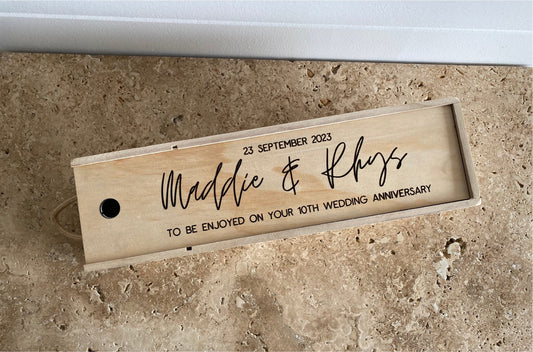 23 SEPTEMBER 2023
Maddie & Rhys
TO BE ENJOYED ON YOUR 10TH WEDDING ANNIVERSARY